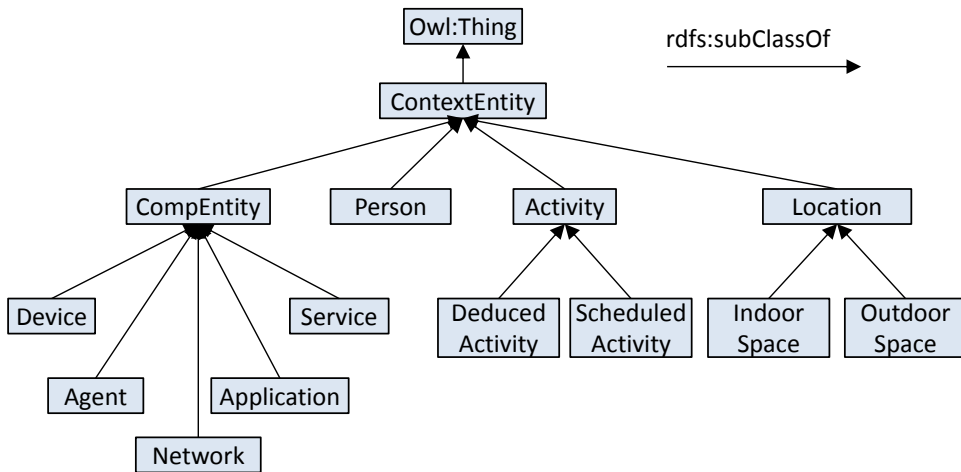 Owl:Thing
rdfs:subClassOf
ContextEntity
CompEntity
Person
Activity
Location
Device
Service
Deduced
Activity
Scheduled
Activity
Indoor
Space
Outdoor
Space
Agent
Application
Network